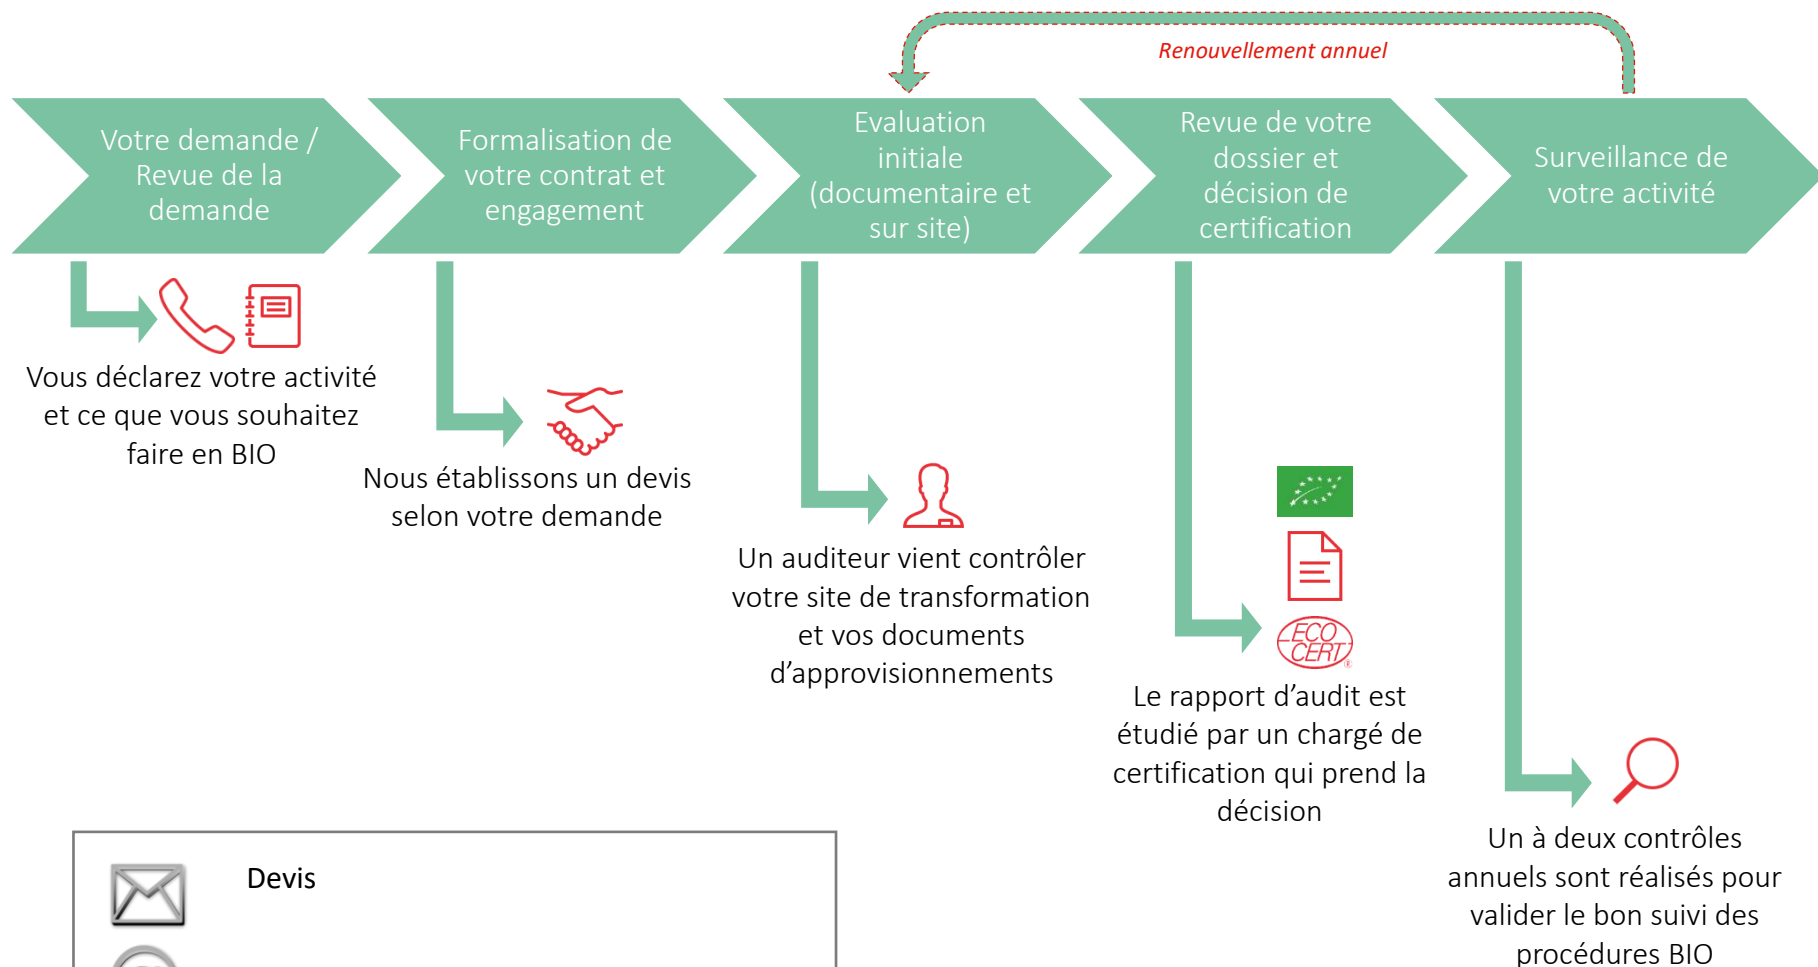 Renouvellement annuel
Votre demande /
Revue de la
demande
Formalisation de
votre contrat et
engagement
Evaluation
initiale
(documentaire et
sur site)
Revue de votre
dossier et
décision de
certification
Surveillance de
votre activité
Vous déclarez votre activité
et ce que vous souhaitez
faire en BIO
Nous établissons un devis
selon votre demande
Un auditeur vient contrôler
votre site de transformation
et vos documents
d’approvisionnements
ECO
CERT
®
Le rapport d’audit est
étudié par un chargé de
certification qui prend la
décision
Un à deux contrôles
annuels sont réalisés pour
valider le bon suivi des
procédures BIO
Devis